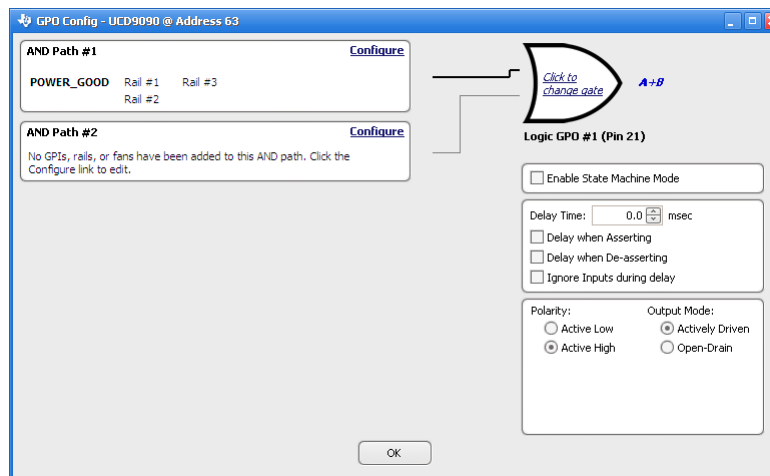 GPO Config - UCD9090 @ Address 63
AND Path #1 Configure
POWER_GOOD Rail #1 Rail #3
Rail #2
AND Path #2 Configure
No GPIs, rails, or fans have been added to this AND path. Click the
Configure link to edit.
Click to
change gate
A+B
Logic GPO #1 (Pin 21)
Enable State Machine Mode
Delay Time: 0.0 msec
Delay when Asserting
Delay when De-asserting
Ignore Inputs during delay
Polarity: Output Mode:
Active Low Actively Driven
Active High Open-Drain
OK